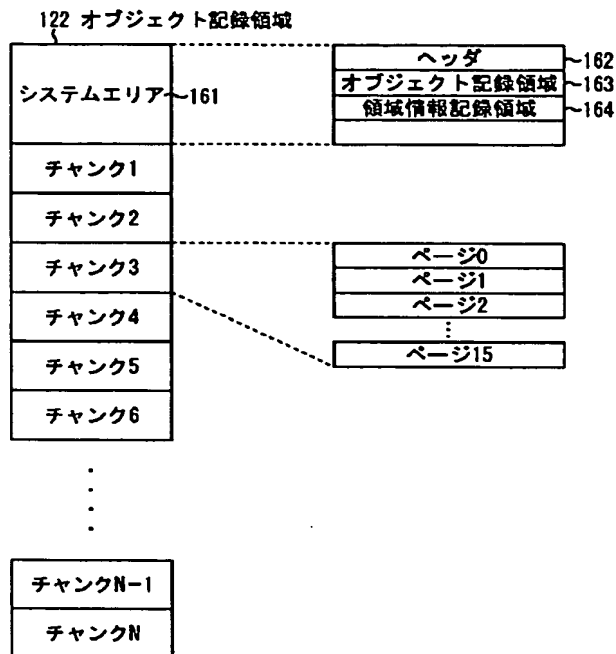 122 オブジェクト記録領域
システムエリア 161
チャンク1
チャンク2
チャンク3
チャンク4
チャンク5
チャンク6
チャンクN-1
チャンクN
ヘッダ 162
オブジェクト記録領域 163
領域情報記録領域 164
ページ0
ページ1
ページ2
ページ15